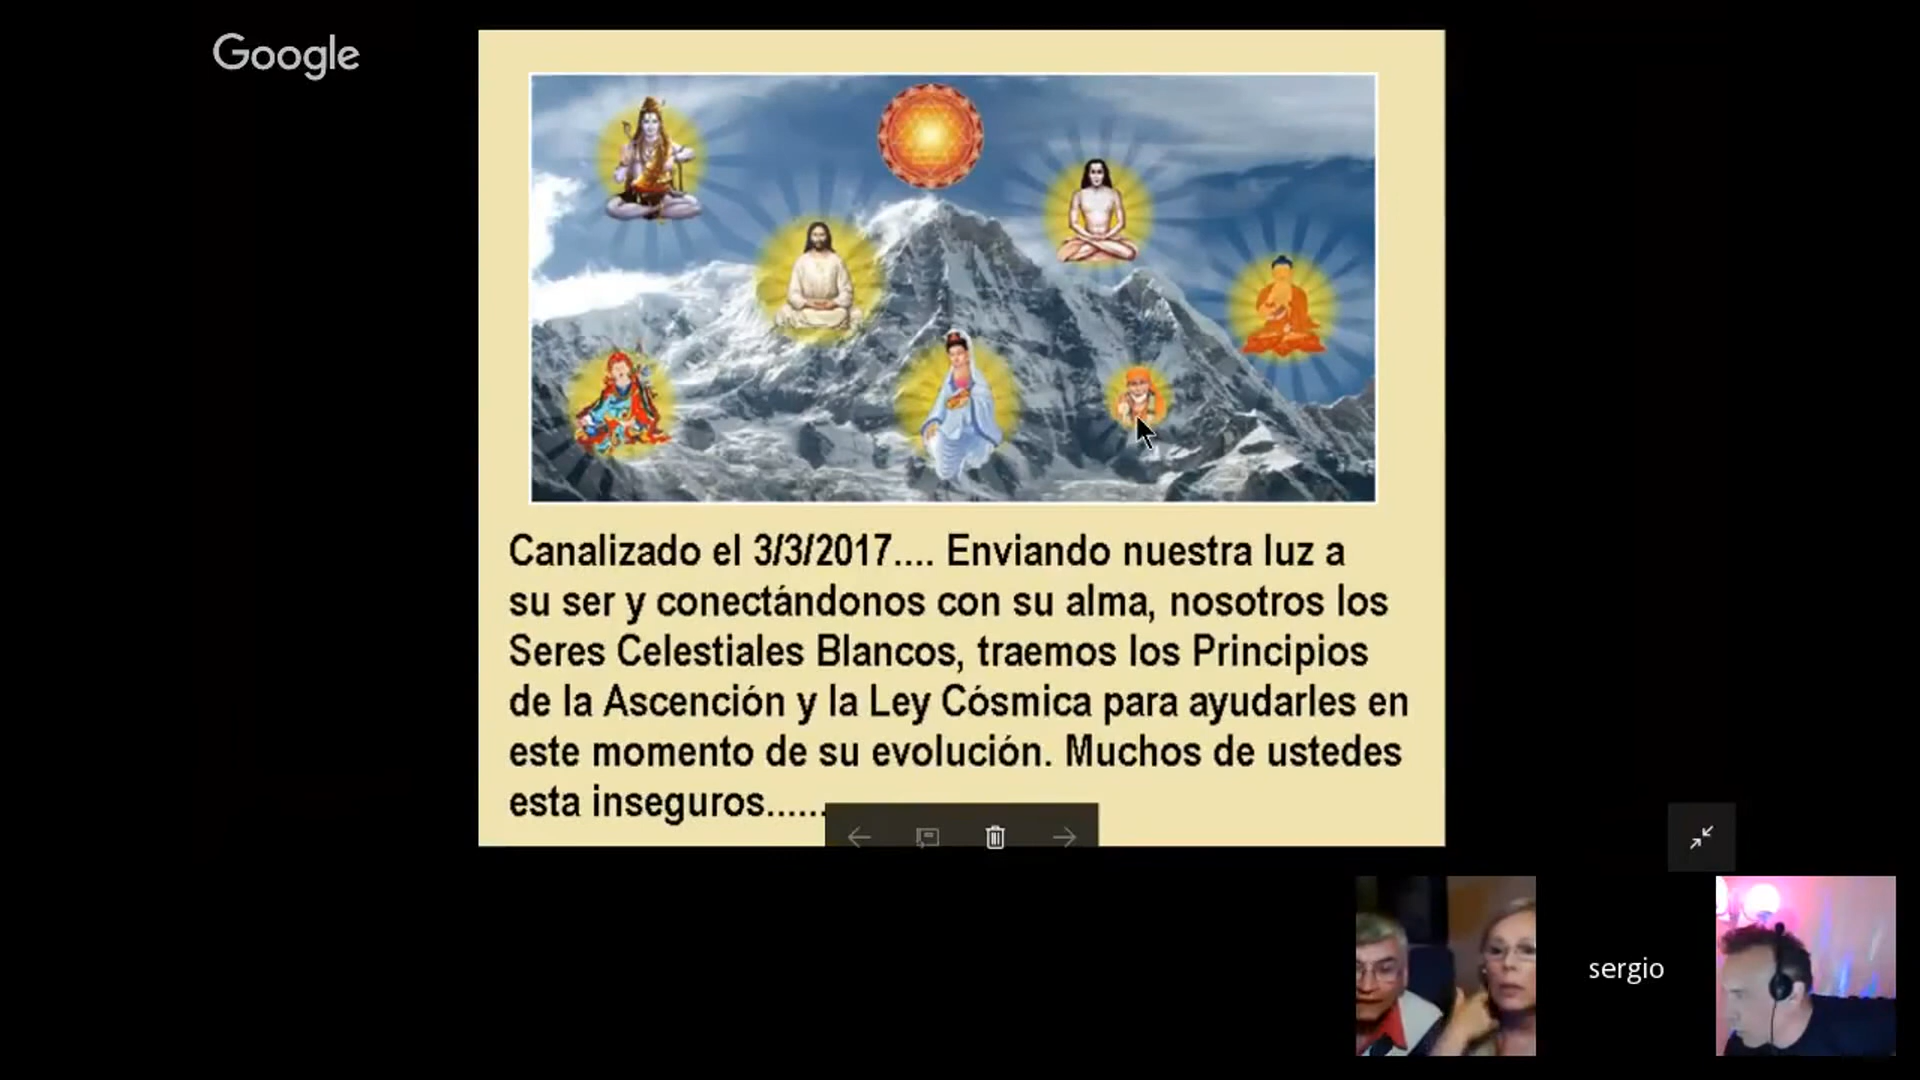 Google
Canalizado el 3/3/2017.... Enviando nuestra luz a
su ser y conectándonos con su alma, nosotros los
Seres Celestiales Blancos, traemos los Principios
de la Ascención y la Ley Cósmica para ayudarles en
este momento de su evolución. Muchos de ustedes
esta inseguros......
sergio